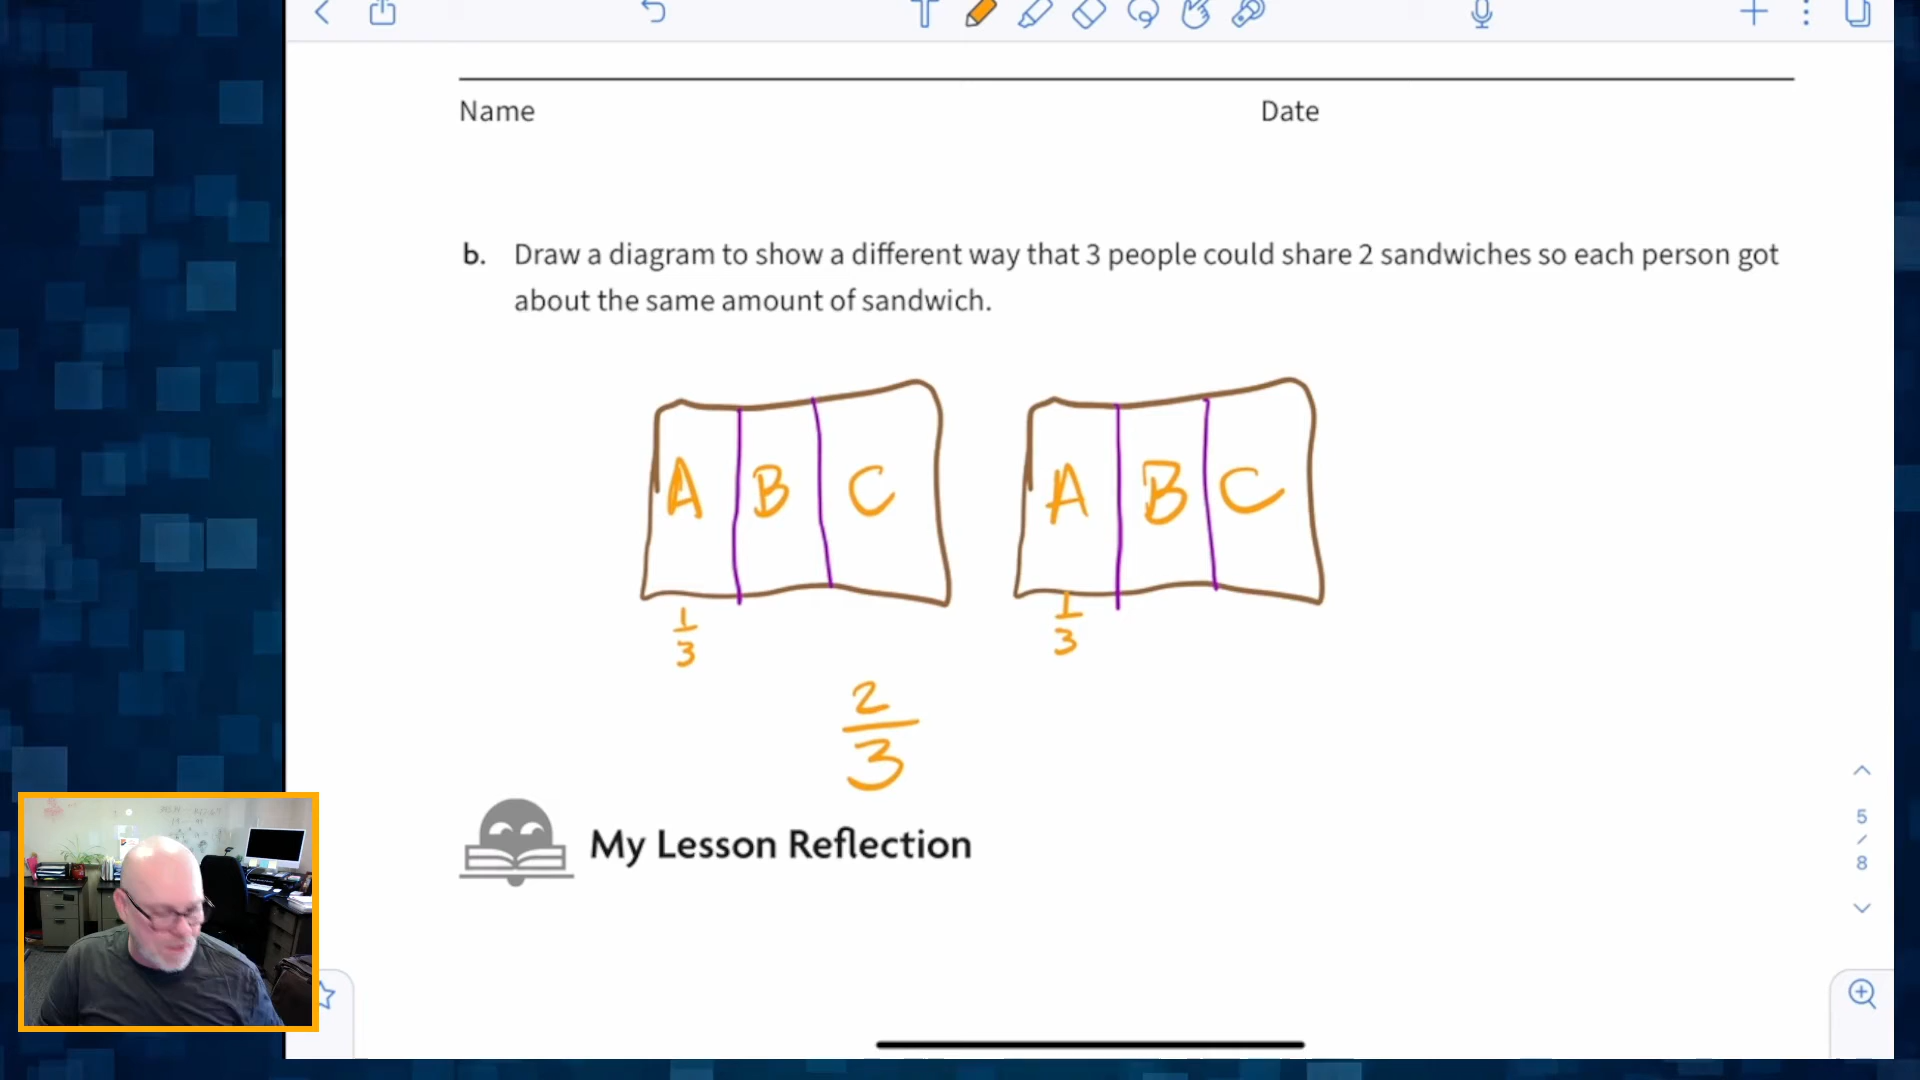 Name Date
b. Draw a diagram to show a different way that 3 people could share 2 sandwiches so each person got
about the same amount of sandwich.
A B C A B C
1/3 1/3
2/3
My Lesson Reflection
5
/
8